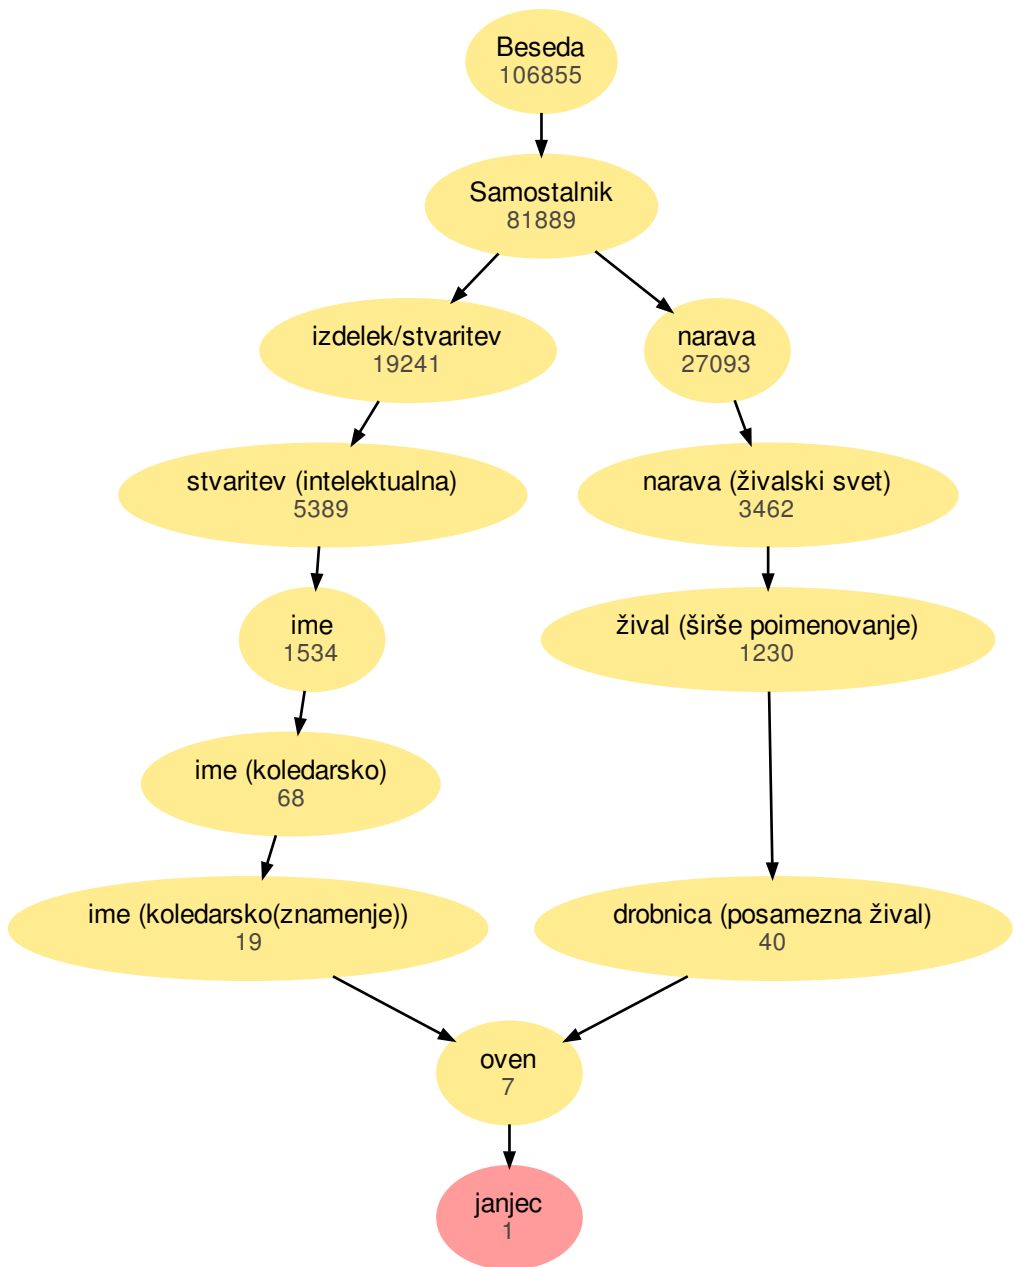 Beseda
106855
Samostalnik
81889
izdelek/stvaritev
19241
narava
27093
stvaritev (intelektualna)
5389
narava (živalski svet)
3462
ime
1534
žival (širše poimenovanje)
1230
ime (koledarsko)
68
ime (koledarsko(znamenje))
19
drobnica (posamezna žival)
40
oven
7
janjec
1